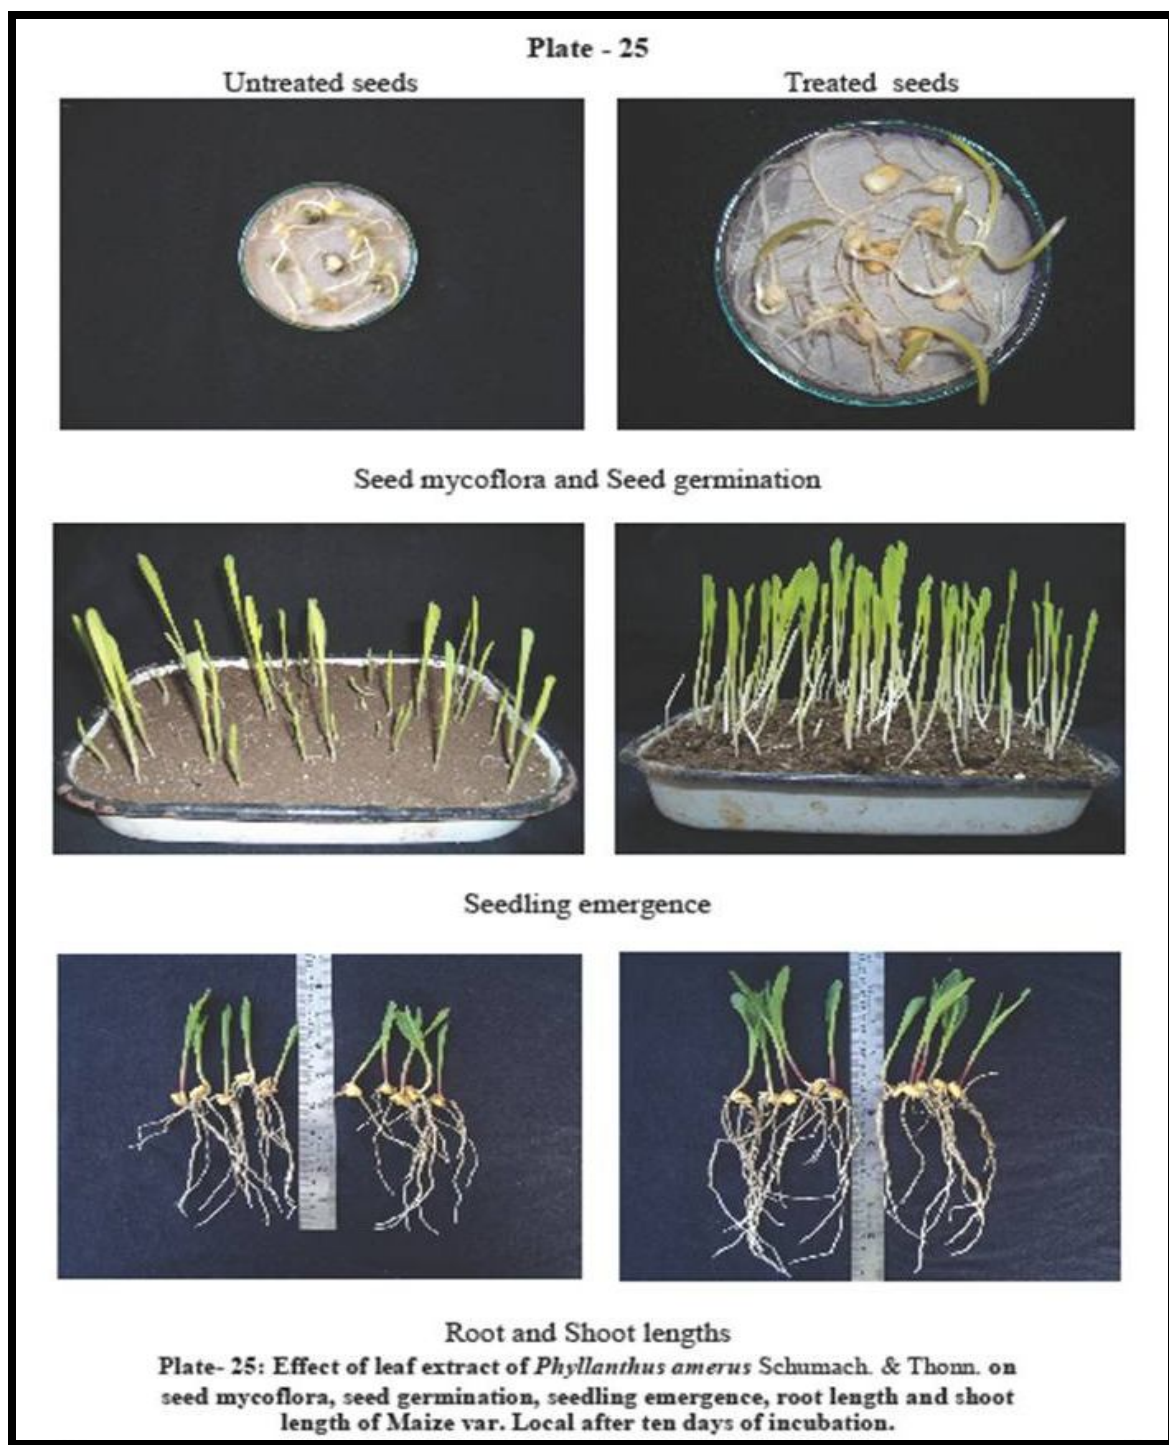 Plate - 25
Untreated seeds
Treated seeds
Seed mycoflora and Seed germination
Seedling emergence
Root and Shoot lengths
Plate- 25: Effect of leaf extract of Phyllanthus amerus Schumach. & Thonn. on
seed mycoflora, seed germination, seedling emergence, root length and shoot
length of Maize var. Local after ten days of incubation.